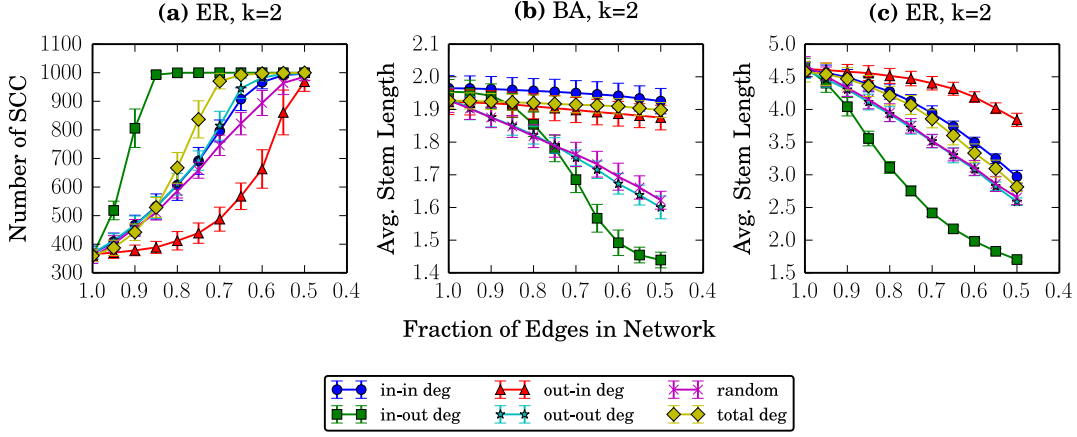 (a) ER, k=2
(b) BA, k=2
(c) ER, k=2
Number of SCC
1100
1000
900
800
700
600
500
400
300
1.0 0.9 0.8 0.7 0.6 0.5 0.4
Avg. Stem Length
2.1
2.0
1.9
1.8
1.7
1.6
1.5
1.4
1.0 0.9 0.8 0.7 0.6 0.5 0.4
Avg. Stem Length
5.0
4.5
4.0
3.5
3.0
2.5
2.0
1.5
1.0 0.9 0.8 0.7 0.6 0.5 0.4
Fraction of Edges in Network
in-in deg
in-out deg
out-in deg
out-out deg
random
total deg